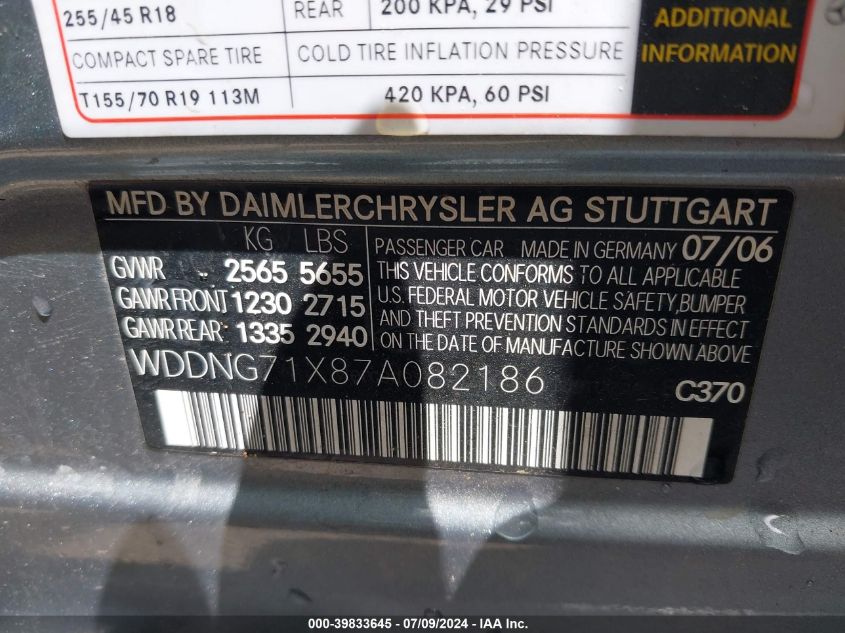 255/45 R18 REAR 200 KPA, 29 PSI
COMPACT SPARE TIRE COLD TIRE INFLATION PRESSURE
T155/70 R19 113M 420 KPA, 60 PSI
ADDITIONAL
INFORMATION
MFD BY DAIMLERCHRYSLER AG STUTTGART
KG LBS
GVWR 2565 5655
GAWR FRONT 1230 2715
GAWR REAR 1335 2940
PASSENGER CAR MADE IN GERMANY 07/06
THIS VEHICLE CONFORMS TO ALL APPLICABLE
U.S. FEDERAL MOTOR VEHICLE SAFETY,BUMPER
AND THEFT PREVENTION STANDARDS IN EFFECT
ON THE DATE OF MANUFACTURE SHOWN ABOVE
WDDNG71X87A082186
C370
000-39833645 - 07/09/2024 - IAA Inc.